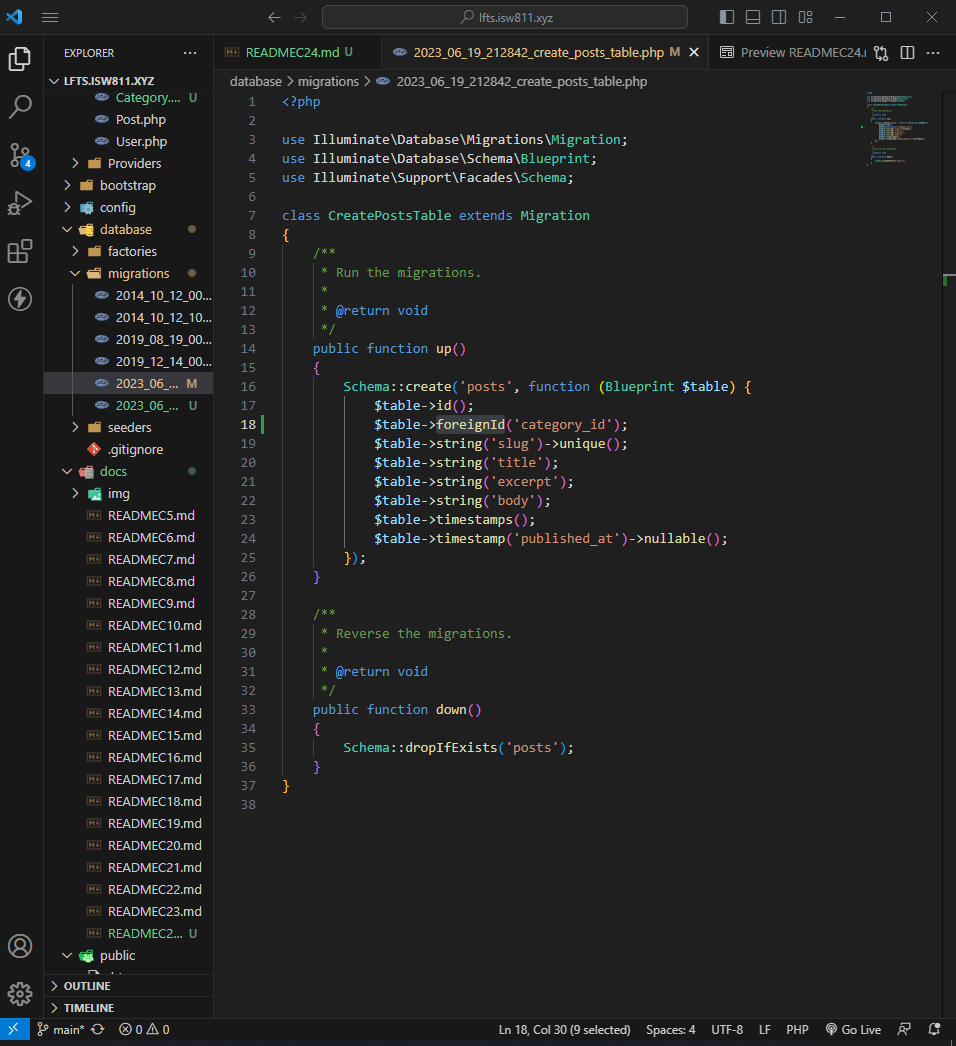 lfts.isw811.xyz
EXPLORER
LFTS.ISW811.XYZ
Category.... U
Post.php
User.php
Providers
bootstrap
config
database
factories
migrations
2014_10_12_00...
2014_10_12_10...
2019_08_19_00...
2019_12_14_00...
2023_06_... M
2023_06_... U
seeders
.gitignore
docs
img
READMEC5.md
READMEC6.md
READMEC7.md
READMEC8.md
READMEC9.md
READMEC10.md
READMEC11.md
READMEC12.md
READMEC13.md
READMEC14.md
READMEC15.md
READMEC16.md
READMEC17.md
READMEC18.md
READMEC19.md
READMEC20.md
READMEC21.md
READMEC22.md
READMEC23.md
READMEC2... U
public
OUTLINE
TIMELINE
4
READMEC24.md U
2023_06_19_212842_create_posts_table.php M
Preview READMEC24.
database > migrations > 2023_06_19_212842_create_posts_table.php
1 <?php
2
3 use Illuminate\Database\Migrations\Migration;
4 use Illuminate\Database\Schema\Blueprint;
5 use Illuminate\Support\Facades\Schema;
6
7 class CreatePostsTable extends Migration
8 {
9 /**
10 * Run the migrations.
11 *
12 * @return void
13 */
14 public function up()
15 {
16 Schema::create('posts', function (Blueprint $table) {
17 $table->id();
18 $table->foreignId('category_id');
19 $table->string('slug')->unique();
20 $table->string('title');
21 $table->string('excerpt');
22 $table->string('body');
23 $table->timestamps();
24 $table->timestamp('published_at')->nullable();
25 });
26 }
27
28 /**
29 * Reverse the migrations.
30 *
31 * @return void
32 */
33 public function down()
34 {
35 Schema::dropIfExists('posts');
36 }
37 }
38
main* 0 0 Ln 18, Col 30 (9 selected) Spaces: 4 UTF-8 LF PHP Go Live